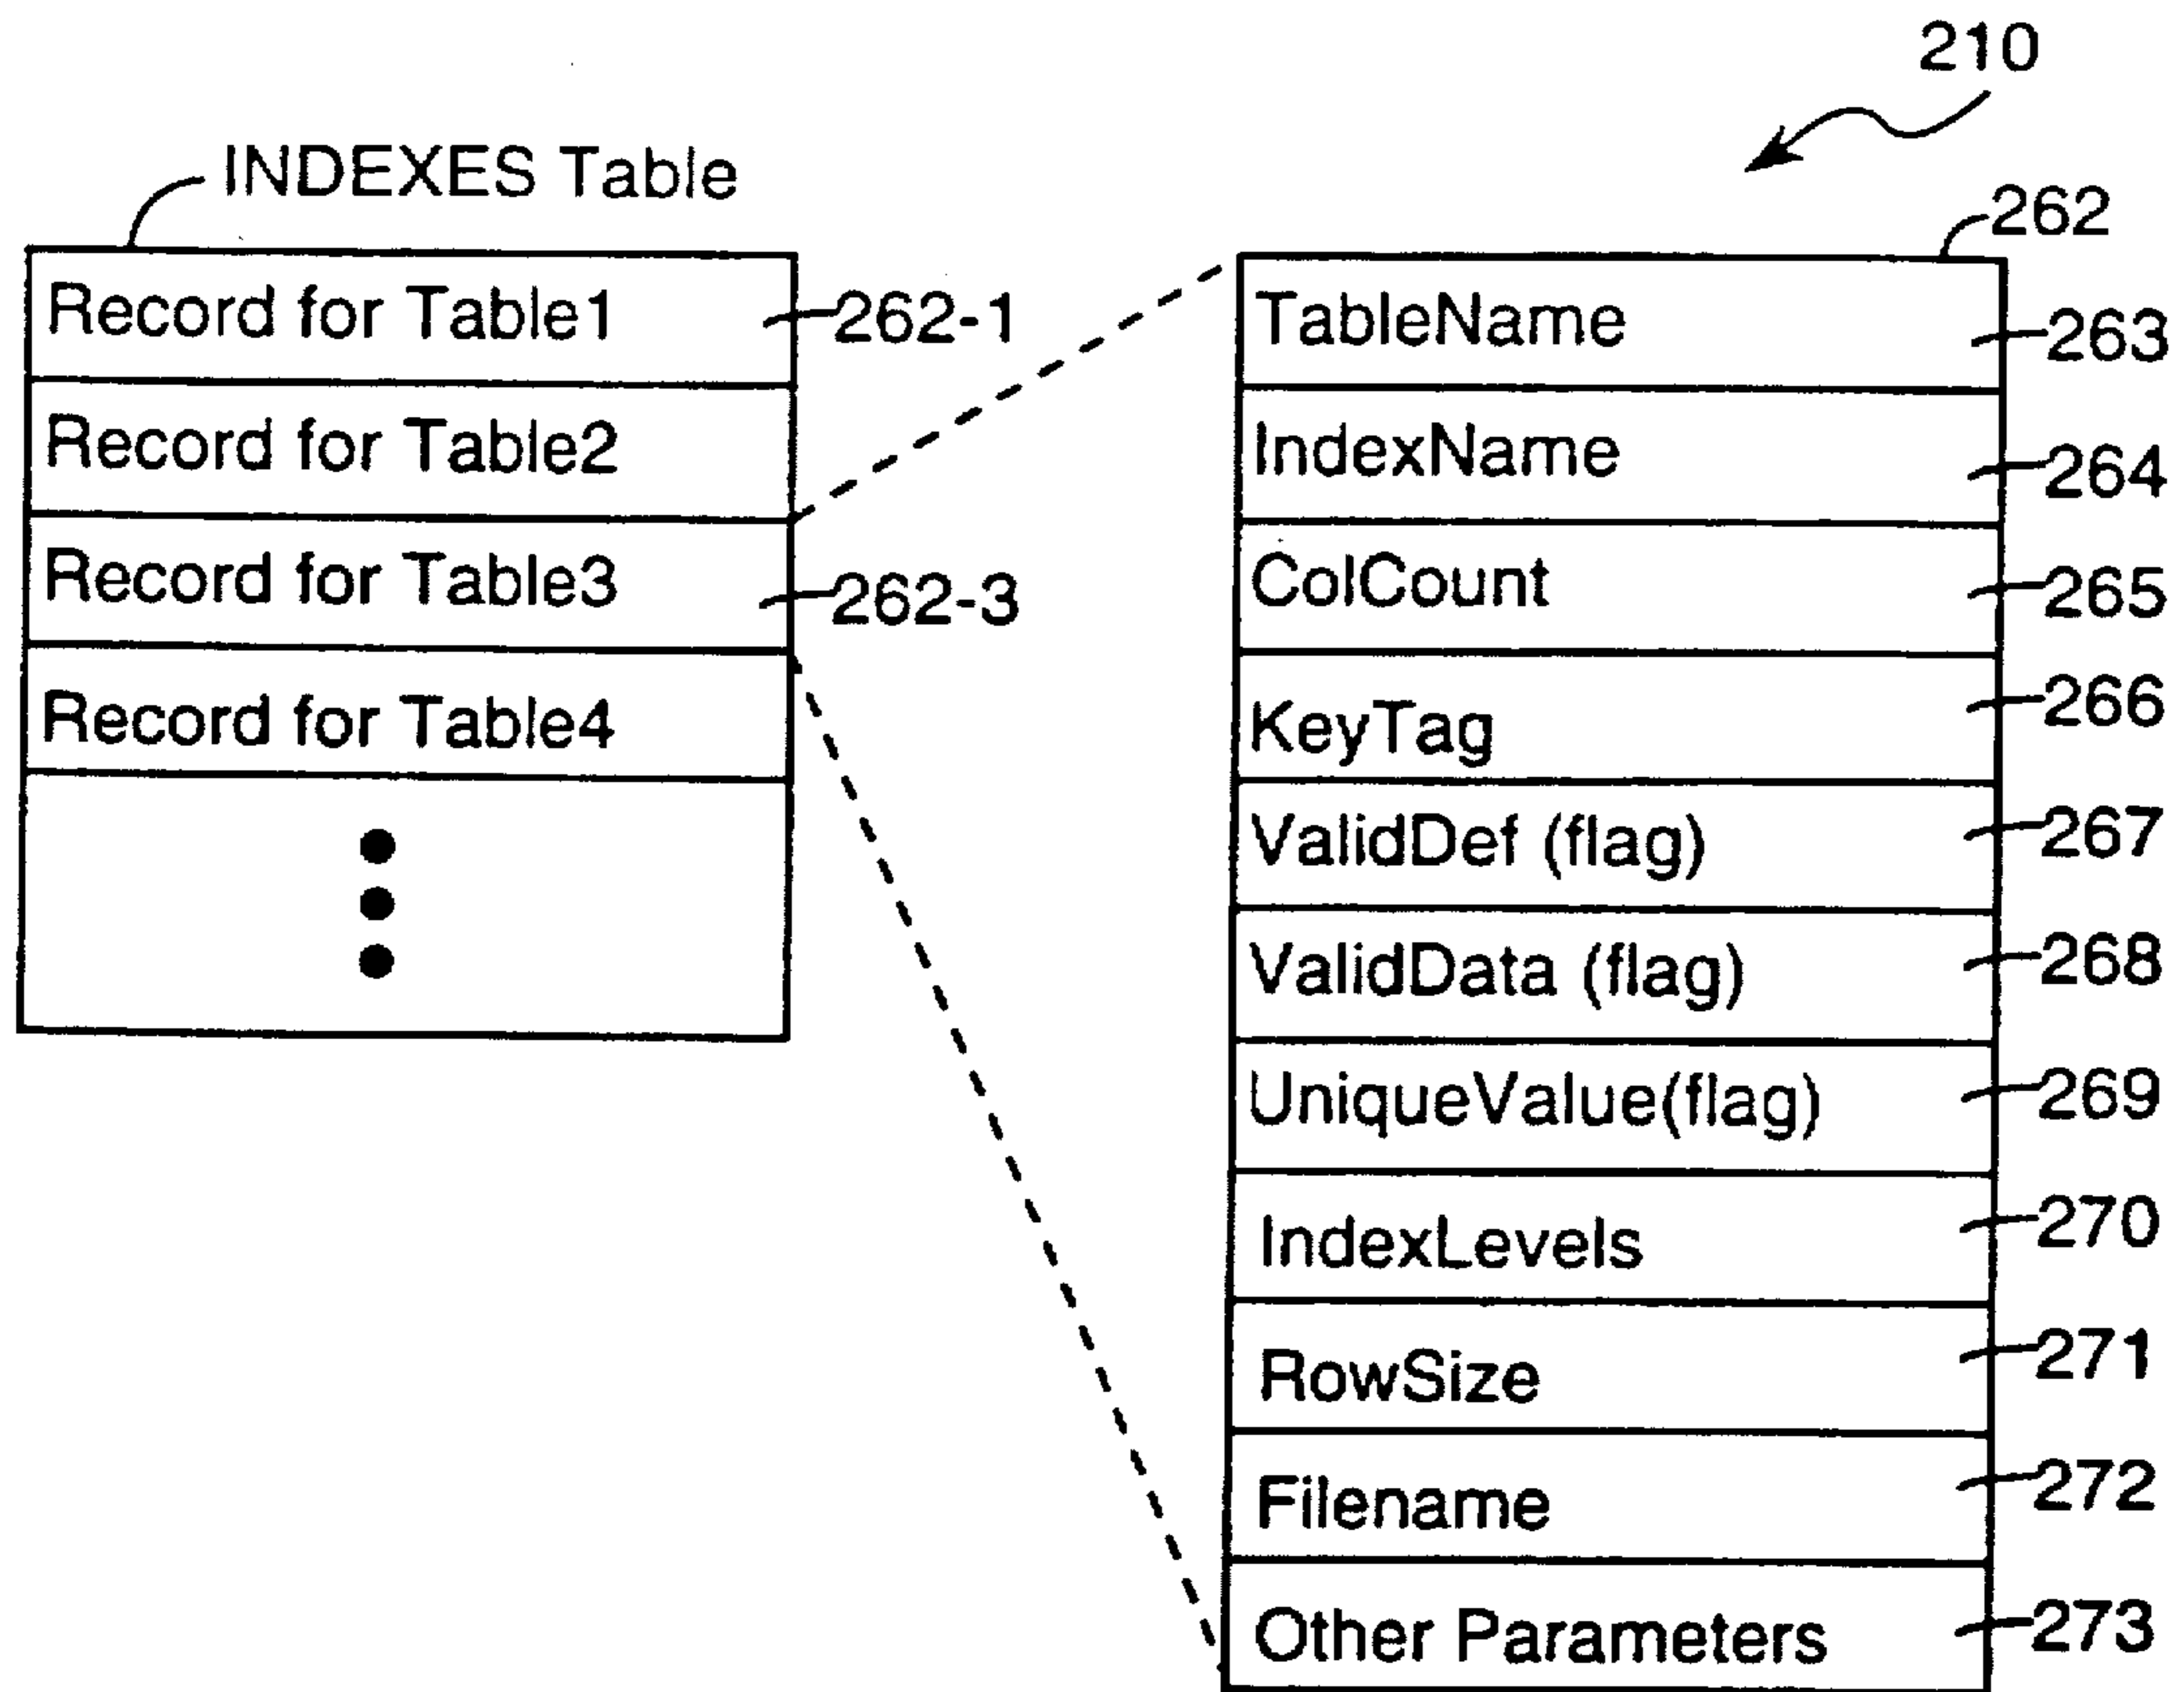 210
INDEXES Table
262
Record for Table1
262-1
Record for Table2
Record for Table3
262-3
Record for Table4
TableName
263
IndexName
264
ColCount
265
KeyTag
266
ValidDef (flag)
267
ValidData (flag)
268
UniqueValue(flag)
269
IndexLevels
270
RowSize
271
Filename
272
Other Parameters
273